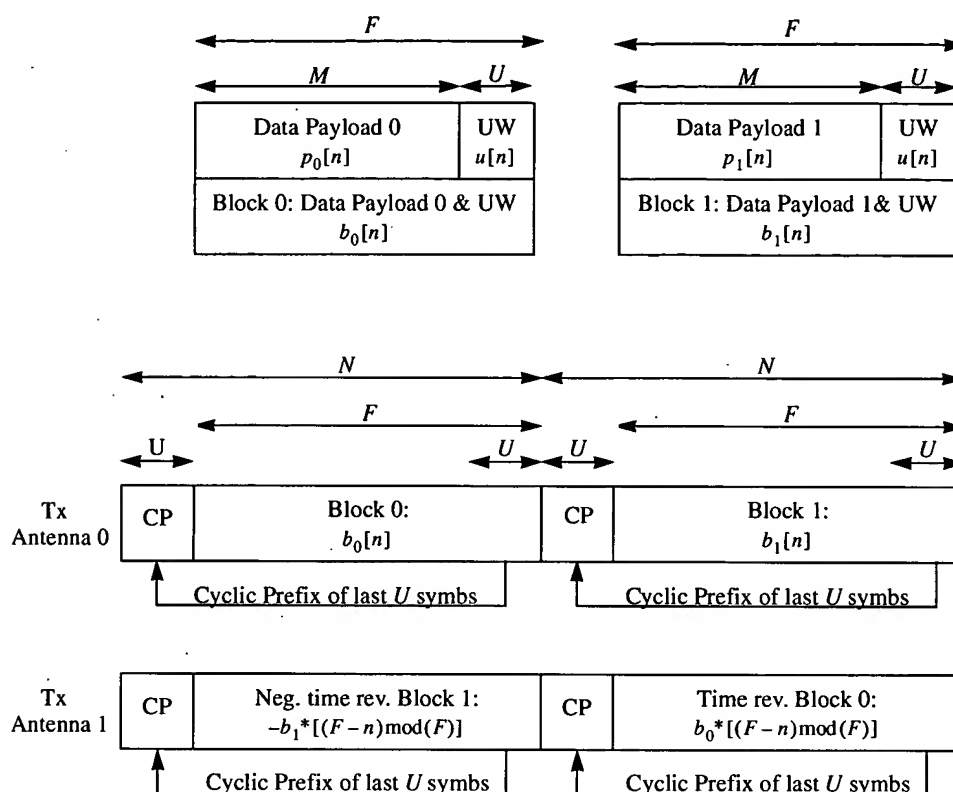 F F
M U M U
Data Payload 0 UW Data Payload 1 UW
p₀[n] u[n] p₁[n] u[n]
Block 0: Data Payload 0 & UW Block 1: Data Payload 1& UW
b₀[n] b₁[n]
N N
F F
U U U U
Tx Antenna 0
CP
Block 0:
b₀[n]
CP
Block 1:
b₁[n]
Cyclic Prefix of last U symbs Cyclic Prefix of last U symbs
Tx Antenna 1
CP
Neg. time rev. Block 1:
-b₁*[(F-n)mod(F)]
CP
Time rev. Block 0:
b₀*[(F-n)mod(F)]
Cyclic Prefix of last U symbs Cyclic Prefix of last U symbs